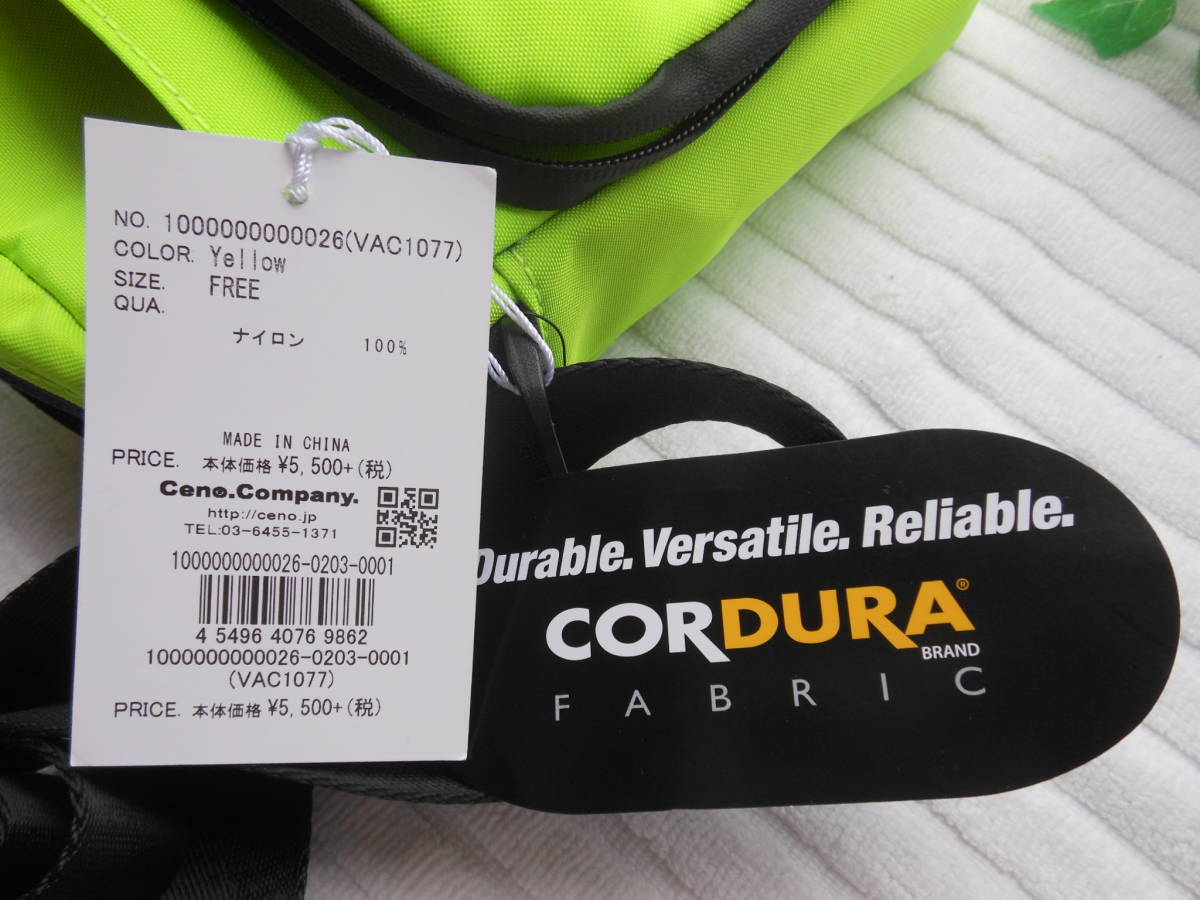 NO. 1000000000026(VAC1077)
COLOR. Yellow
SIZE. FREE
QUA.
ナイロン 100%
MADE IN CHINA
PRICE. 本体価格 ¥5,500+(税)
Ceno.Company.
http://ceno.jp
TEL:03-6455-1371
1000000000026-0203-0001
4 5496 4076 9862
1000000000026-0203-0001
(VAC1077)
PRICE. 本体価格 ¥5,500+(税)
Durable. Versatile. Reliable.
CORDURA®
BRAND
FABRIC